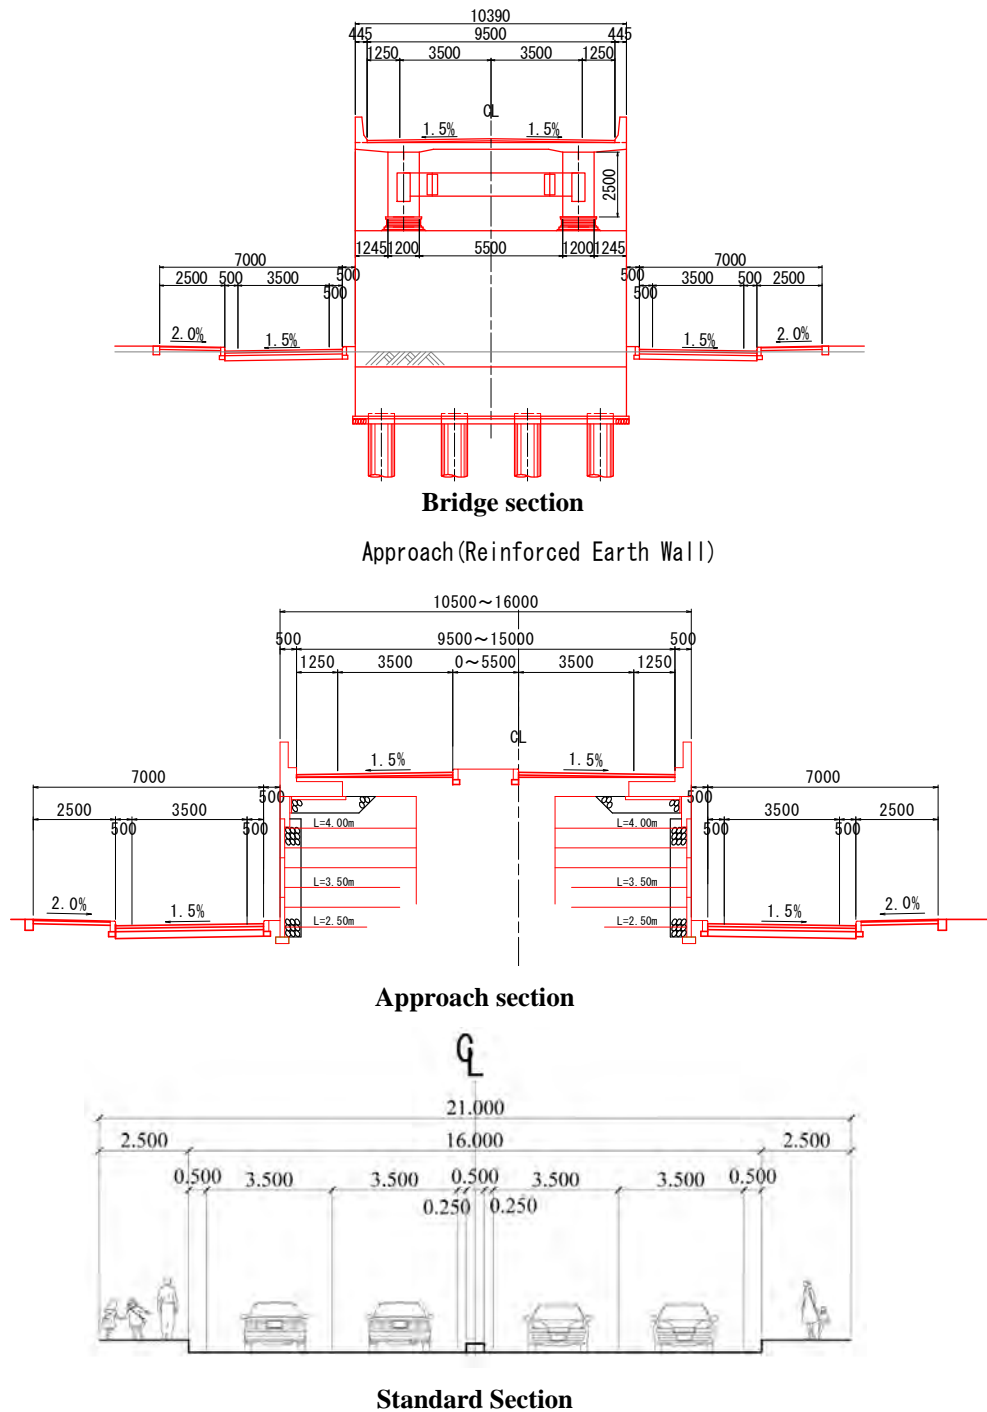 10390
445 9500 445
1250 3500 3500 1250
CL
1.5% 1.5%
2500
1245 1200 5500 1200 1245
7000 500 500 7000
2500 500 3500 500 500 3500 500 2500
2.0% 1.5% 1.5% 2.0%
Bridge section
Approach(Reinforced Earth Wall)
10500～16000
500 9500～15000 500
1250 3500 0～5500 3500 1250
CL
1.5% 1.5%
7000 500 500 7000
2500 500 3500 500 500 3500 500 2500
L=4.00m L=4.00m
L=3.50m L=3.50m
L=2.50m L=2.50m
2.0% 1.5% 1.5% 2.0%
Approach section
CL
21.000
2.500 16.000 2.500
0.500 3.500 3.500 0.500 3.500 3.500 0.500
0.250 0.250
Standard Section